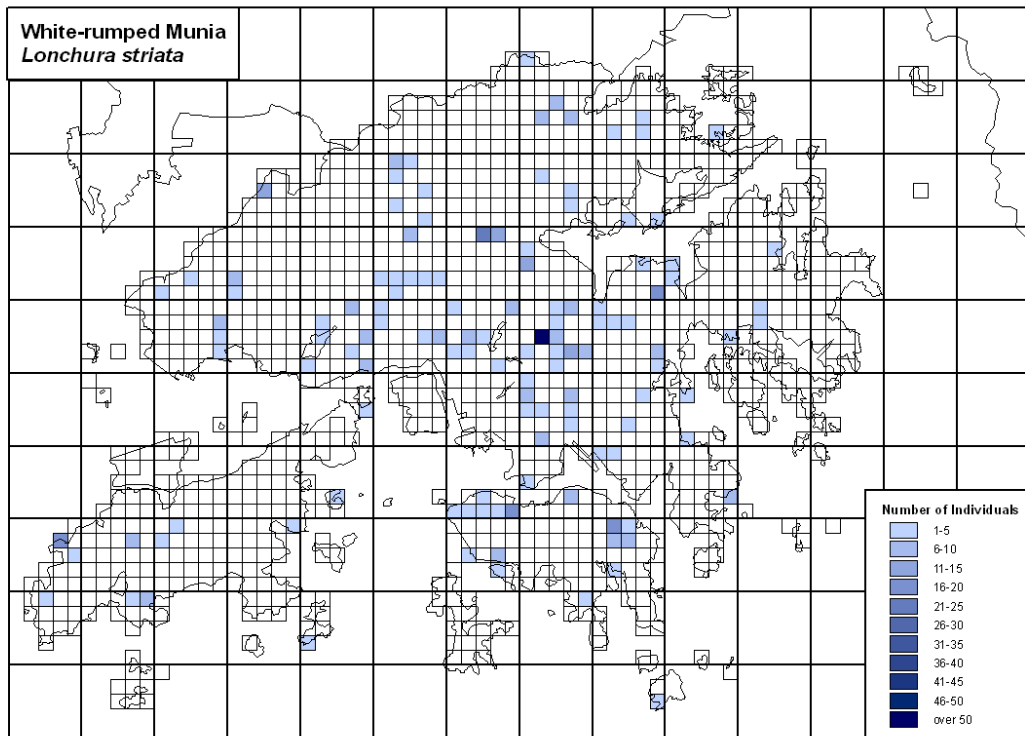 White-rumped Munia
Lonchura striata
Number of Individuals
1-5
6-10
11-15
16-20
21-25
26-30
31-35
36-40
41-45
46-50
over 50